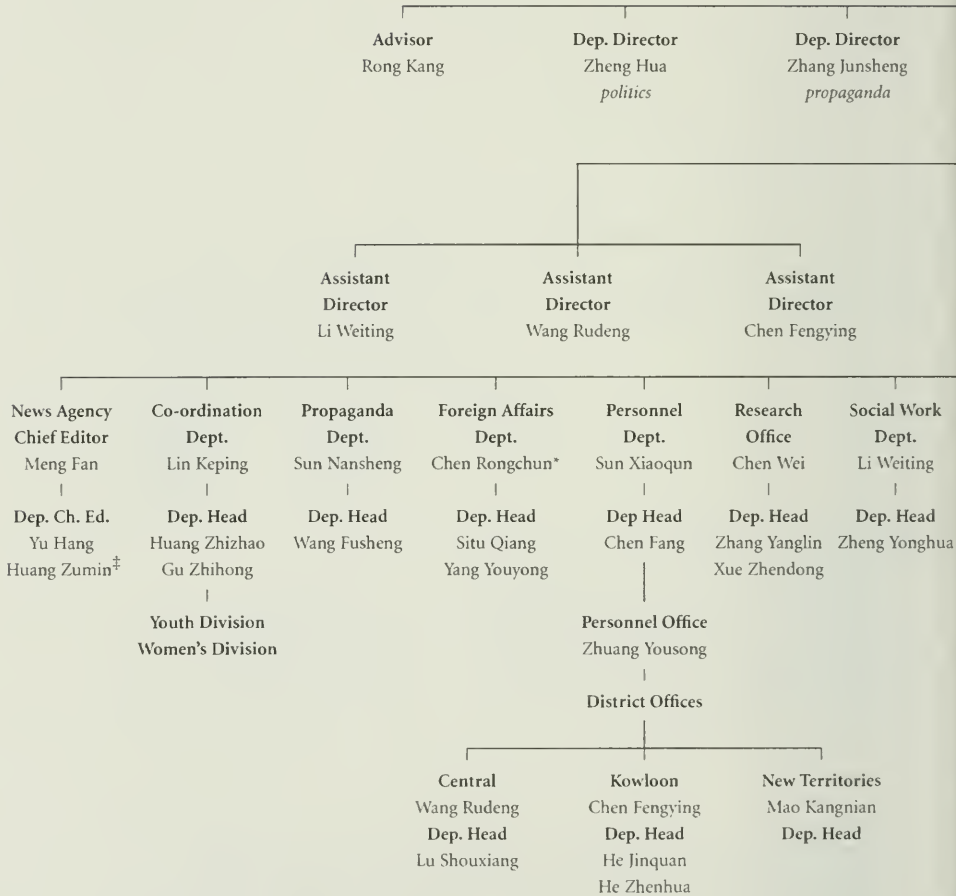 Advisor
Rong Kang
Dep. Director
Zheng Hua
politics
Dep. Director
Zhang Junsheng
propaganda
Assistant
Director
Li Weiting
Assistant
Director
Wang Rudeng
Assistant
Director
Chen Fengying
News Agency
Chief Editor
Meng Fan
Dep. Ch. Ed.
Yu Hang
Huang Zumin‡
Co-ordination
Dept.
Lin Keping
Dep. Head
Huang Zhizhao
Gu Zhihong
Youth Division
Women's Division
Propaganda
Dept.
Sun Nansheng
Dep. Head
Wang Fusheng
Foreign Affairs
Dept.
Chen Rongchun*
Dep. Head
Situ Qiang
Yang Youyong
Personnel
Dept.
Sun Xiaoqun
Dep Head
Chen Fang
Personnel Office
Zhuang Yousong
District Offices
Central
Wang Rudeng
Dep. Head
Lu Shouxiang
Kowloon
Chen Fengying
Dep. Head
He Jinquan
He Zhenhua
New Territories
Mao Kangnian
Dep. Head
Research
Office
Chen Wei
Dep. Head
Zhang Yanglin
Xue Zhendong
Social Work
Dept.
Li Weiting
Dep. Head
Zheng Yonghua